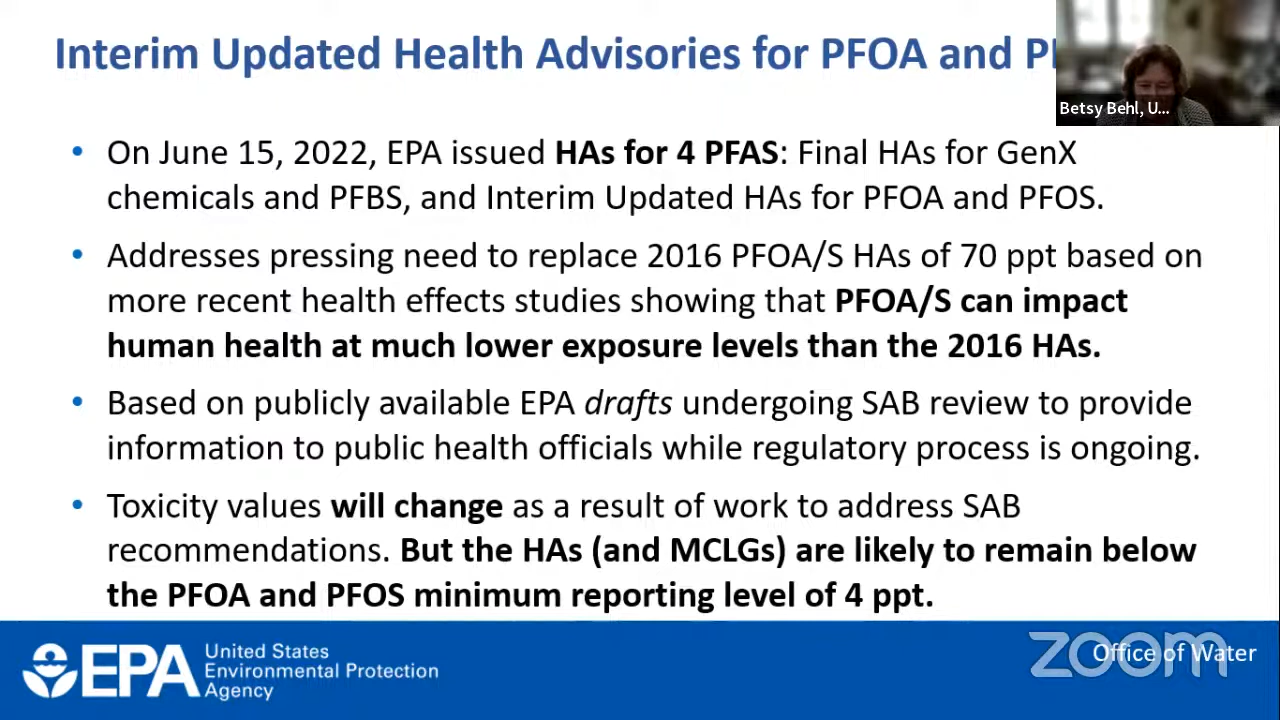 Interim Updated Health Advisories for PFOA and
Betsy Behl, U...
• On June 15, 2022, EPA issued HAs for 4 PFAS: Final HAs for GenX
chemicals and PFBS, and Interim Updated HAs for PFOA and PFOS.
• Addresses pressing need to replace 2016 PFOA/S HAs of 70 ppt based on
more recent health effects studies showing that PFOA/S can impact
human health at much lower exposure levels than the 2016 HAs.
• Based on publicly available EPA drafts undergoing SAB review to provide
information to public health officials while regulatory process is ongoing.
• Toxicity values will change as a result of work to address SAB
recommendations. But the HAs (and MCLGs) are likely to remain below
the PFOA and PFOS minimum reporting level of 4 ppt.
EPA
United States
Environmental Protection
Agency
zoom
Office of Water